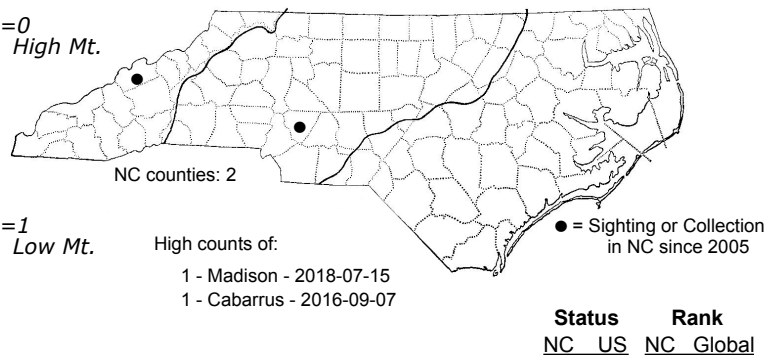 =0
High Mt.
NC counties: 2
=1
Low Mt.
High counts of:
1 - Madison - 2018-07-15
1 - Cabarrus - 2016-09-07
● = Sighting or Collection
in NC since 2005
Status Rank
NC US NC Global